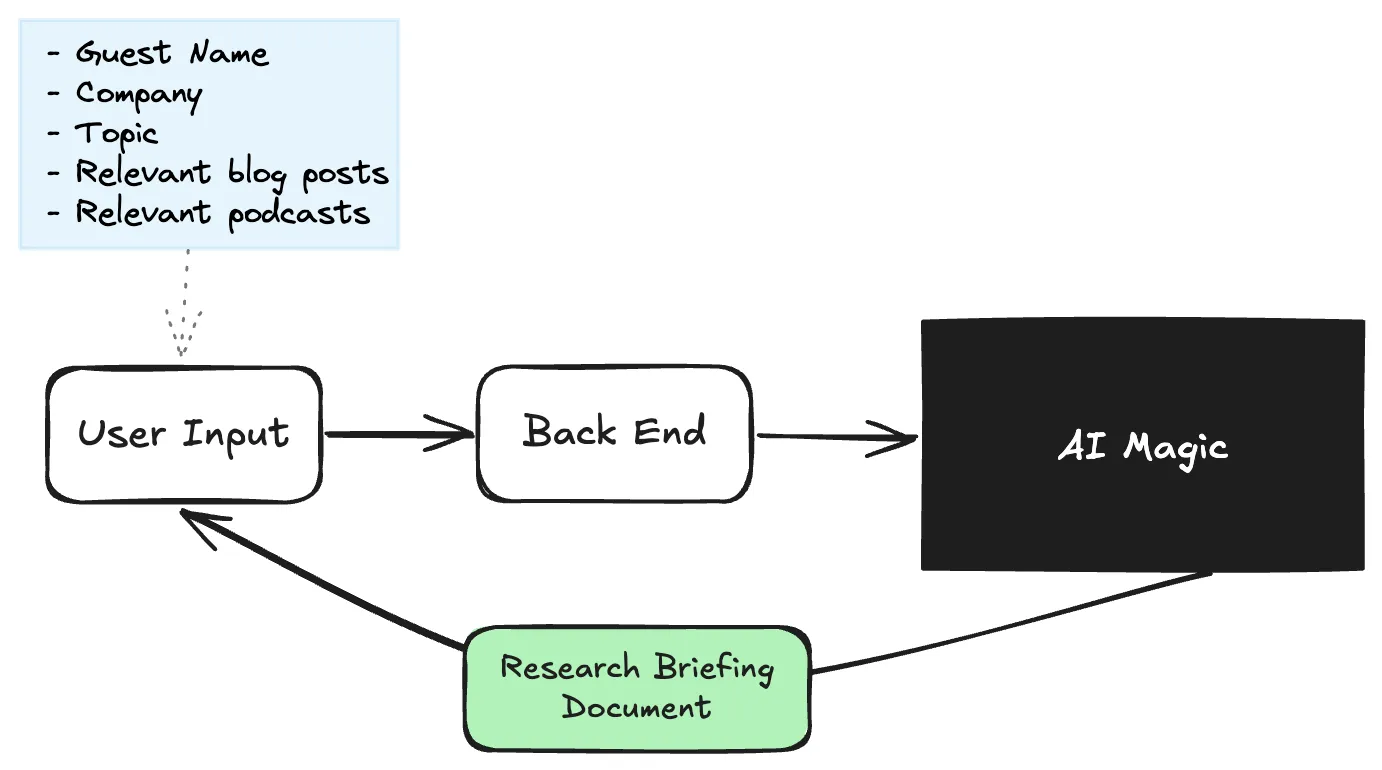 - Guest Name
- Company
- Topic
- Relevant blog posts
- Relevant podcasts
User Input
Back End
AI Magic
Research Briefing
Document